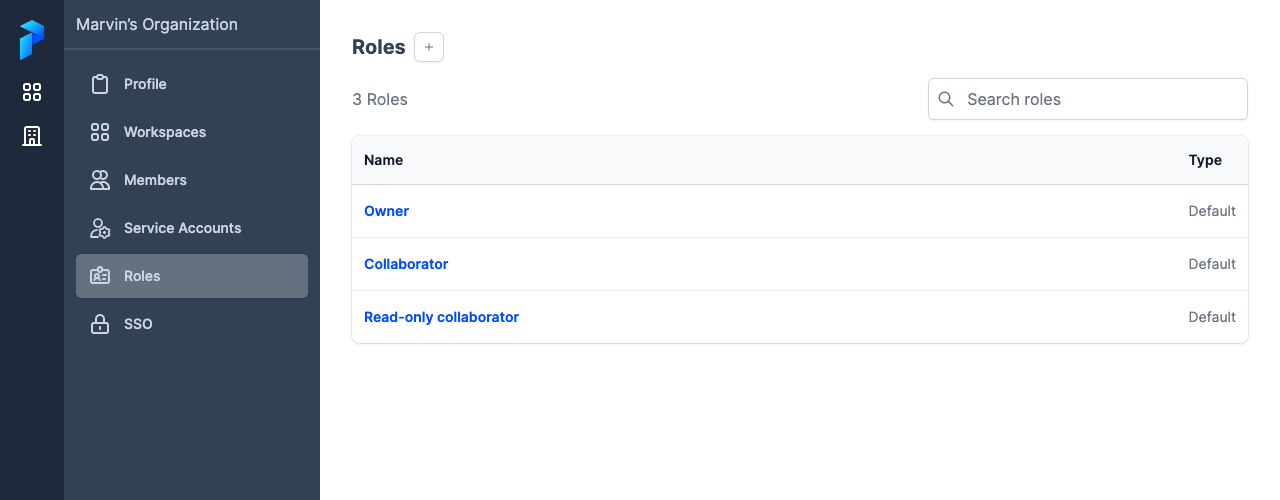 Marvin’s Organization
Profile
Workspaces
Members
Service Accounts
Roles
SSO
Roles
3 Roles
Search roles
Name Type
Owner Default
Collaborator Default
Read-only collaborator Default